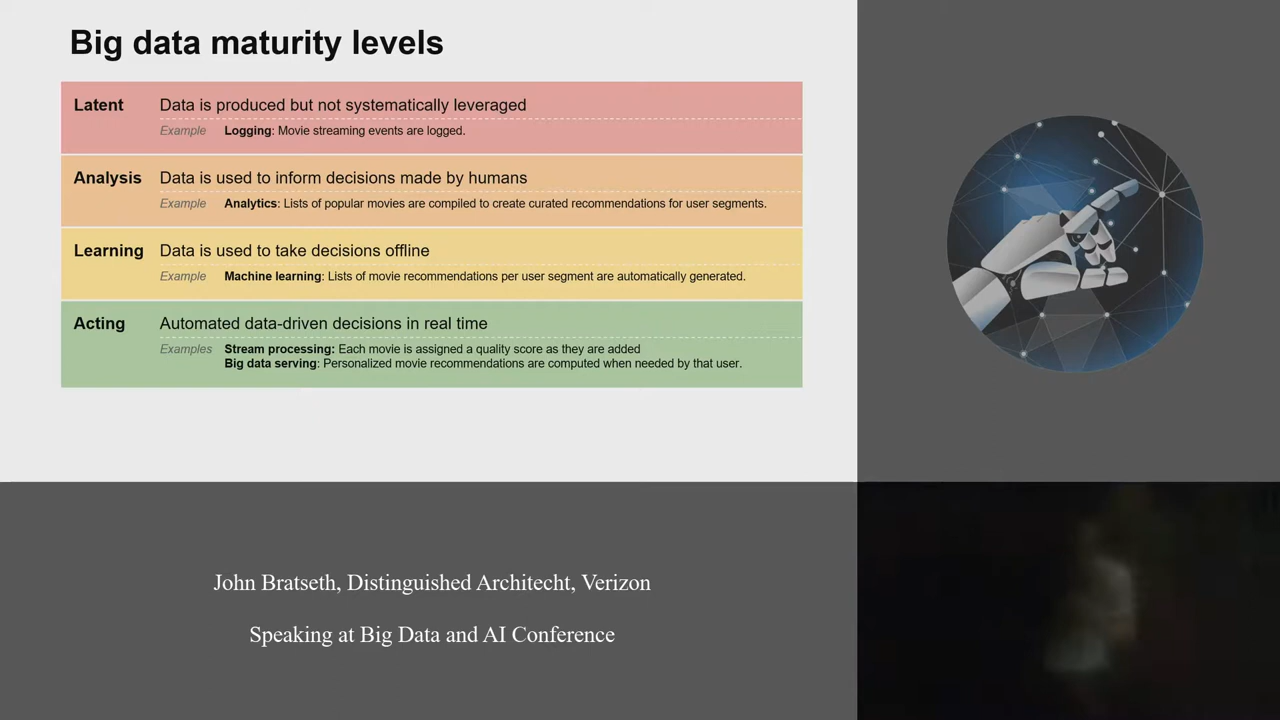 Big data maturity levels
Latent Data is produced but not systematically leveraged
Example Logging: Movie streaming events are logged.
Analysis Data is used to inform decisions made by humans
Example Analytics: Lists of popular movies are compiled to create curated recommendations for user segments.
Learning Data is used to take decisions offline
Example Machine learning: Lists of movie recommendations per user segment are automatically generated.
Acting Automated data-driven decisions in real time
Examples Stream processing: Each movie is assigned a quality score as they are added
Big data serving: Personalized movie recommendations are computed when needed by that user.
John Bratseth, Distinguished Architecht, Verizon
Speaking at Big Data and AI Conference